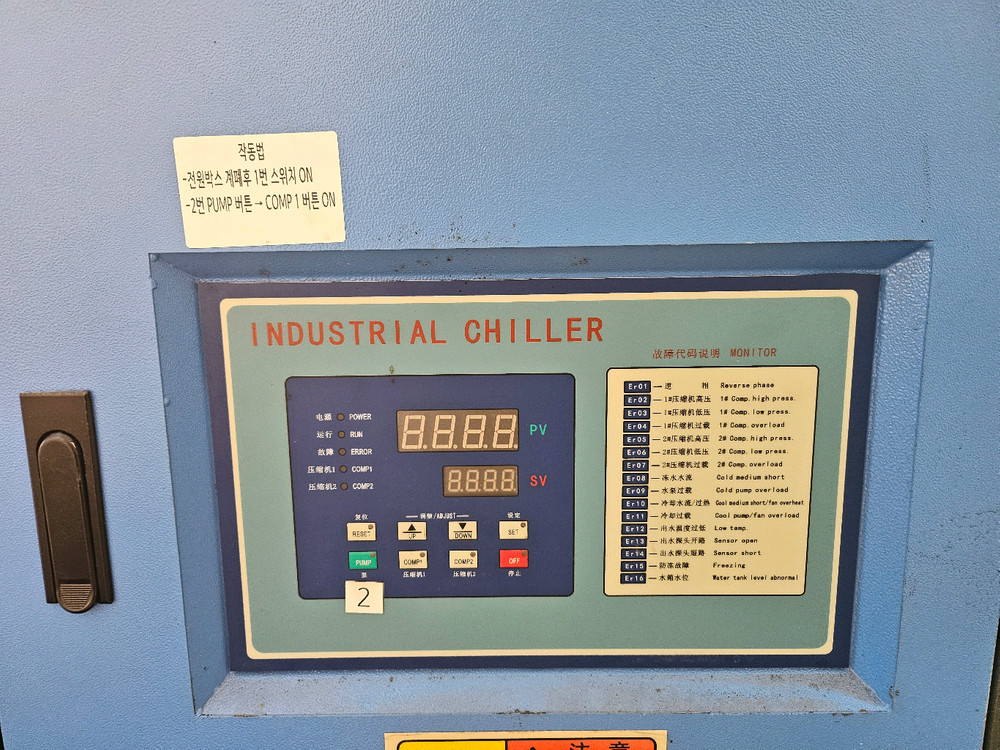 작동법
-전원박스 계폐후 1번 스위치 ON
-2번 PUMP 버튼 → COMP 1 버튼 ON
INDUSTRIAL CHILLER
故障代码说明 MONITOR
电源 POWER
运行 RUN
故障 ERROR
压缩机1 COMP1
压缩机2 COMP2
8.8.8.8 PV
8.8.8.8. SV
复位 调整/ADJUST 设定
RESET UP DOWN SET
PUMP COMP1 COMP2 OFF
泵 压缩机1 压缩机2 停止
2
Er01 — 逆 相 Reverse phase
Er02 — 1#压缩机高压 1# Comp. high press.
Er03 — 1#压缩机低压 1# Comp. low press.
Er04 — 1#压缩机过载 1# Comp. overload
Er05 — 2#压缩机高压 2# Comp. high press.
Er06 — 2#压缩机低压 2# Comp. low press.
Er07 — 2#压缩机过载 2# Comp. overload
Er08 — 冻水水流 Cold medium short
Er09 — 水泵过载 Cold pump overload
Er10 — 冷却水流/过热 Cool medium short/fan overheat
Er11 — 冷却过载 Cool pump/fan overload
Er12 — 出水温度过低 Low temp.
Er13 — 出水探头开路 Sensor open
Er14 — 出水探头短路 Sensor short
Er15 — 防冻故障 Freezing
Er16 — 水箱水位 Water tank level abnormal
注 意